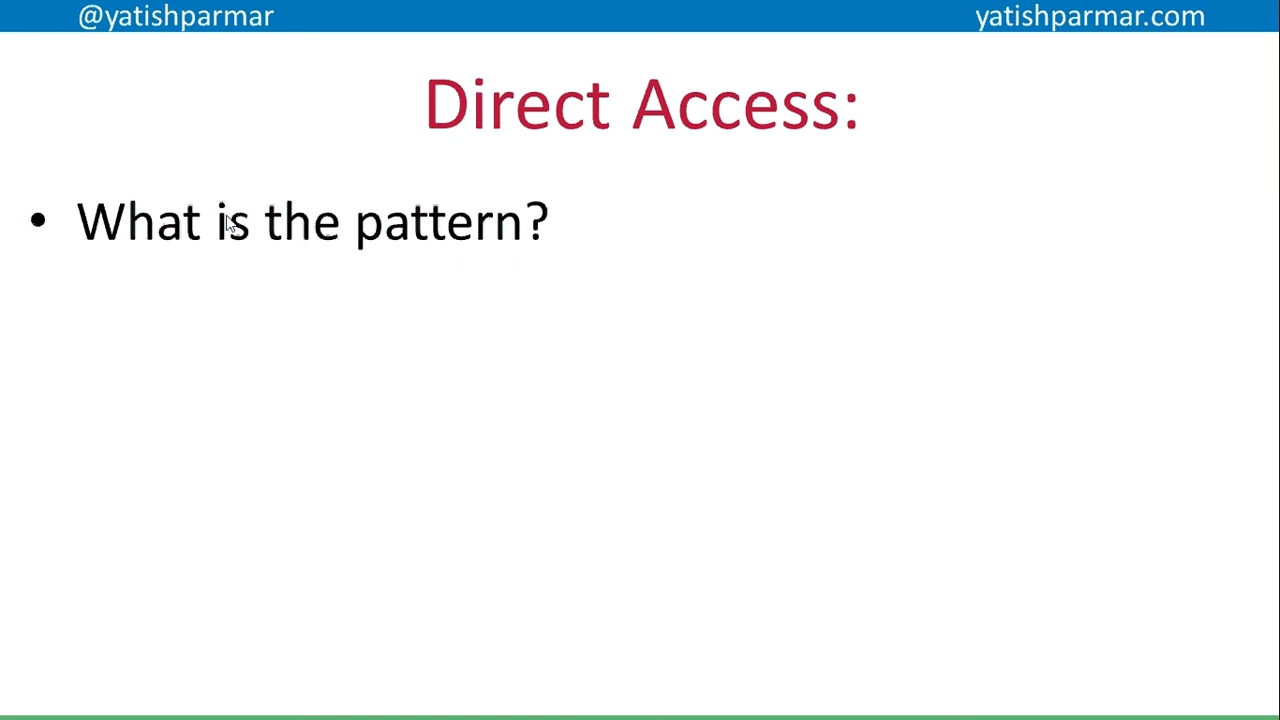 @yatishparmar
yatishparmar.com
Direct Access:
• What is the pattern?